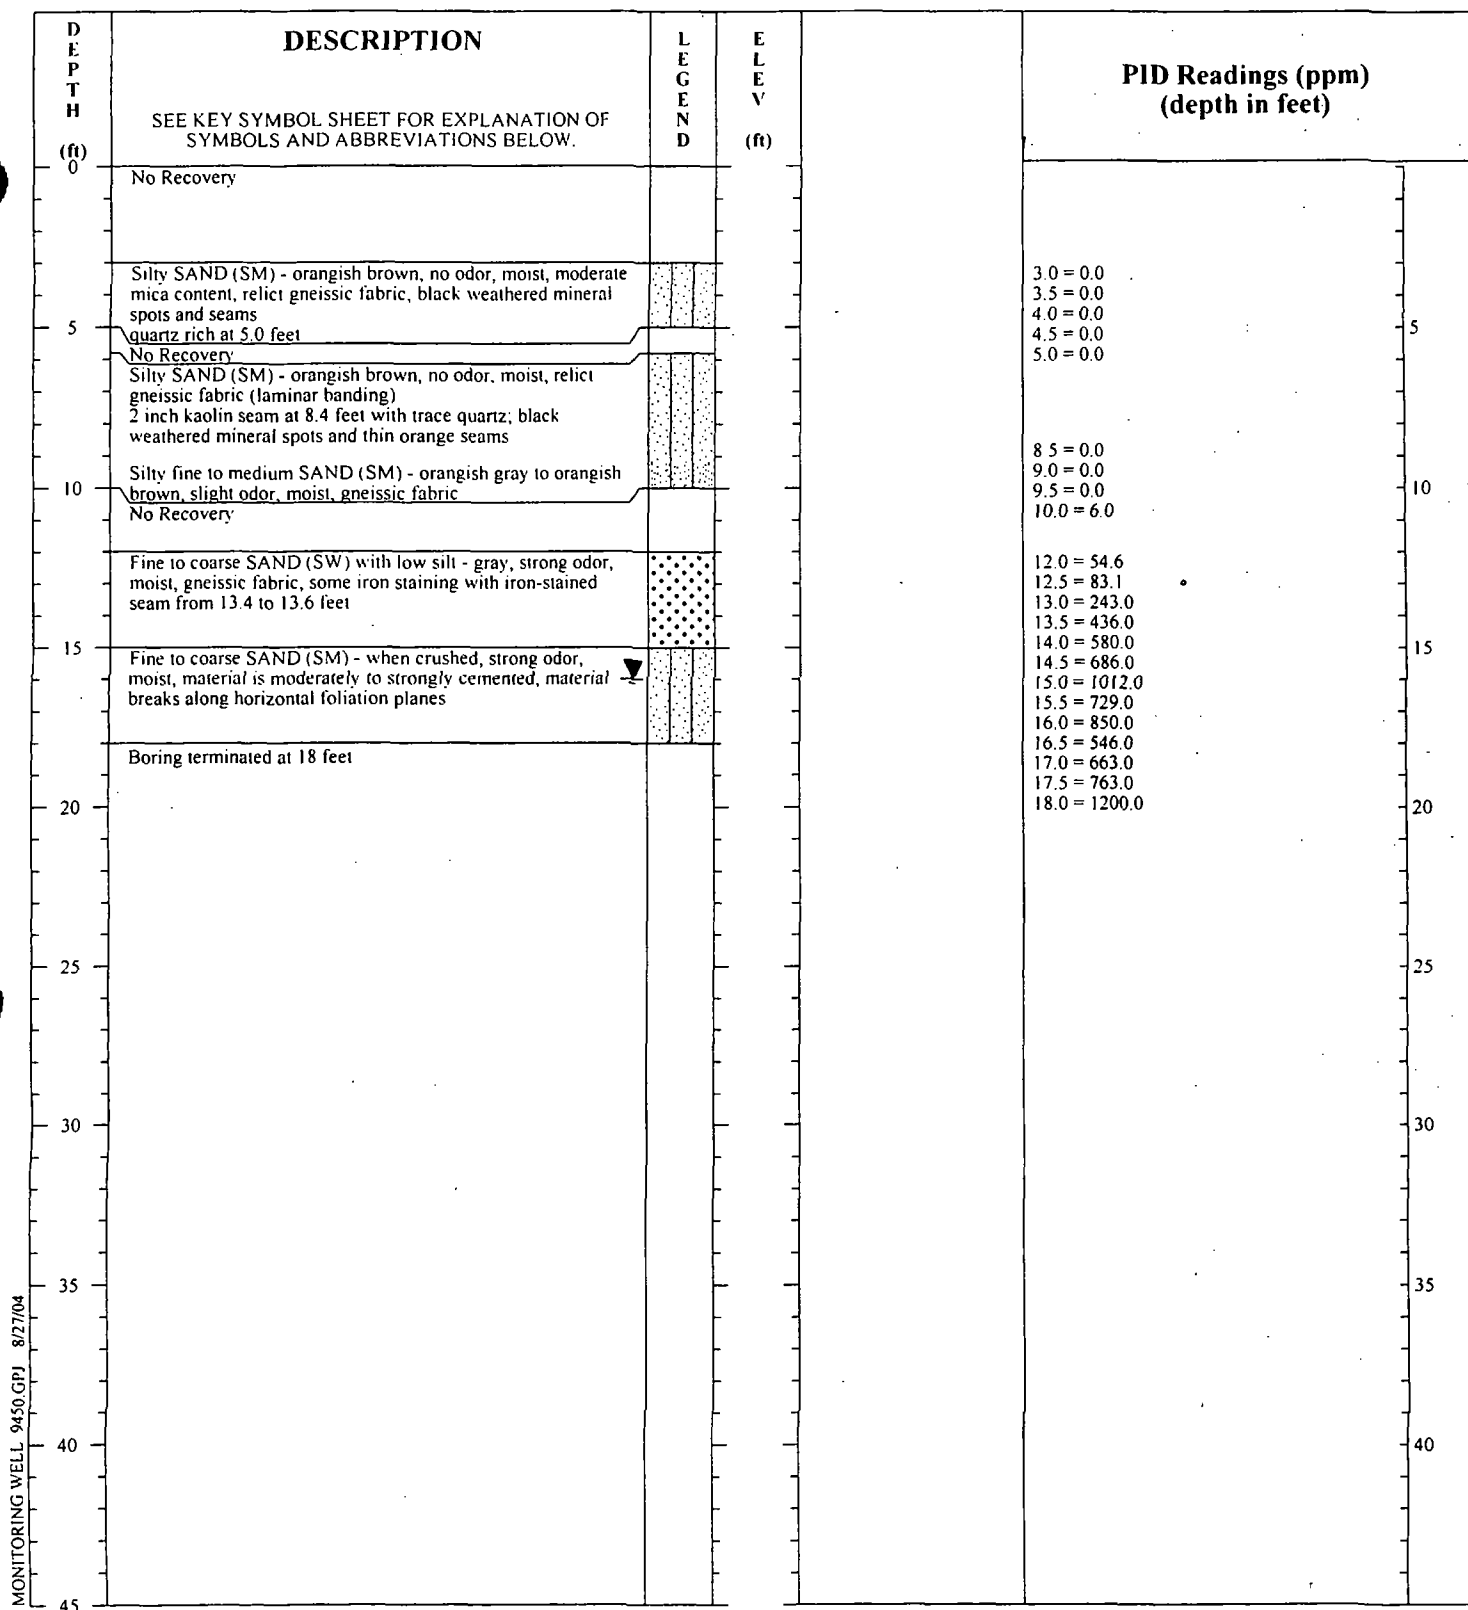 DEPTH (ft)
DESCRIPTION
SEE KEY SYMBOL SHEET FOR EXPLANATION OF
SYMBOLS AND ABBREVIATIONS BELOW.
LEGEND
ELEV (ft)
PID Readings (ppm)
(depth in feet)
0
No Recovery
Silty SAND (SM) - orangish brown, no odor, moist, moderate
mica content, relict gneissic fabric, black weathered mineral
spots and seams
quartz rich at 5.0 feet
5
No Recovery
Silty SAND (SM) - orangish brown, no odor, moist, relict
gneissic fabric (laminar banding)
2 inch kaolin seam at 8.4 feet with trace quartz; black
weathered mineral spots and thin orange seams
Silty fine to medium SAND (SM) - orangish gray to orangish
brown, slight odor, moist, gneissic fabric
10
No Recovery
Fine to coarse SAND (SW) with low silt - gray, strong odor,
moist, gneissic fabric, some iron staining with iron-stained
seam from 13.4 to 13.6 feet
15
Fine to coarse SAND (SM) - when crushed, strong odor,
moist, material is moderately to strongly cemented, material
breaks along horizontal foliation planes
Boring terminated at 18 feet
20
25
30
35
40
45
3.0 = 0.0
3.5 = 0.0
4.0 = 0.0
4.5 = 0.0
5.0 = 0.0
8 5 = 0.0
9.0 = 0.0
9.5 = 0.0
10.0 = 6.0
12.0 = 54.6
12.5 = 83.1
13.0 = 243.0
13.5 = 436.0
14.0 = 580.0
14.5 = 686.0
15.0 = 1012.0
15.5 = 729.0
16.0 = 850.0
16.5 = 546.0
17.0 = 663.0
17.5 = 763.0
18.0 = 1200.0
5
10
15
20
25
30
35
40
MONITORING WELL 9450.GPJ 8/27/04